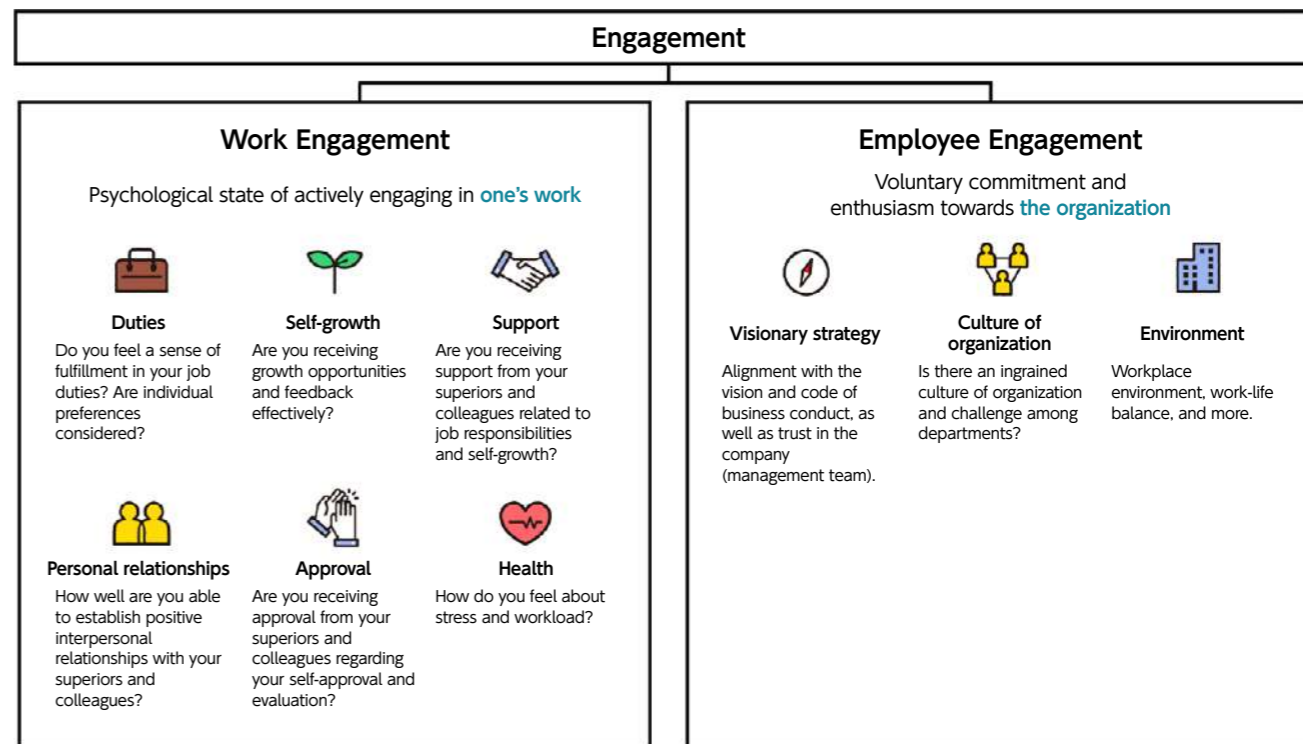 Engagement
Work Engagement
Psychological state of actively engaging in one's work
Duties
Do you feel a sense of
fulfillment in your job
duties? Are individual
preferences
considered?
Self-growth
Are you receiving
growth opportunities
and feedback
effectively?
Support
Are you receiving
support from your
superiors and
colleagues related to
job responsibilities
and self-growth?
Personal relationships
How well are you able
to establish positive
interpersonal
relationships with your
superiors and
colleagues?
Approval
Are you receiving
approval from your
superiors and
colleagues regarding
your self-approval and
evaluation?
Health
How do you feel about
stress and workload?
Employee Engagement
Voluntary commitment and
enthusiasm towards the organization
Visionary strategy
Alignment with the
vision and code of
business conduct, as
well as trust in the
company
(management team).
Culture of
organization
Is there an ingrained
culture of organization
and challenge among
departments?
Environment
Workplace
environment, work-life
balance, and more.